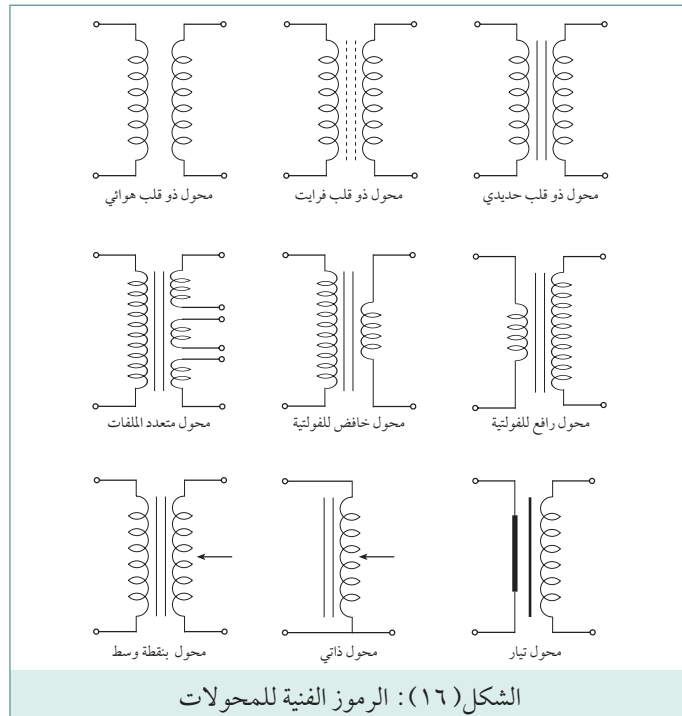 محول ذو قلب حديدي
محول ذو قلب فرايت
محول ذو قلب هوائي
محول رافع للفولتية
محول خافض للفولتية
محول متعدد الملفات
محول تيار
محول ذاتي
محول بنقطة وسط
الشكل (١٦): الرموز الفنية للمحولات